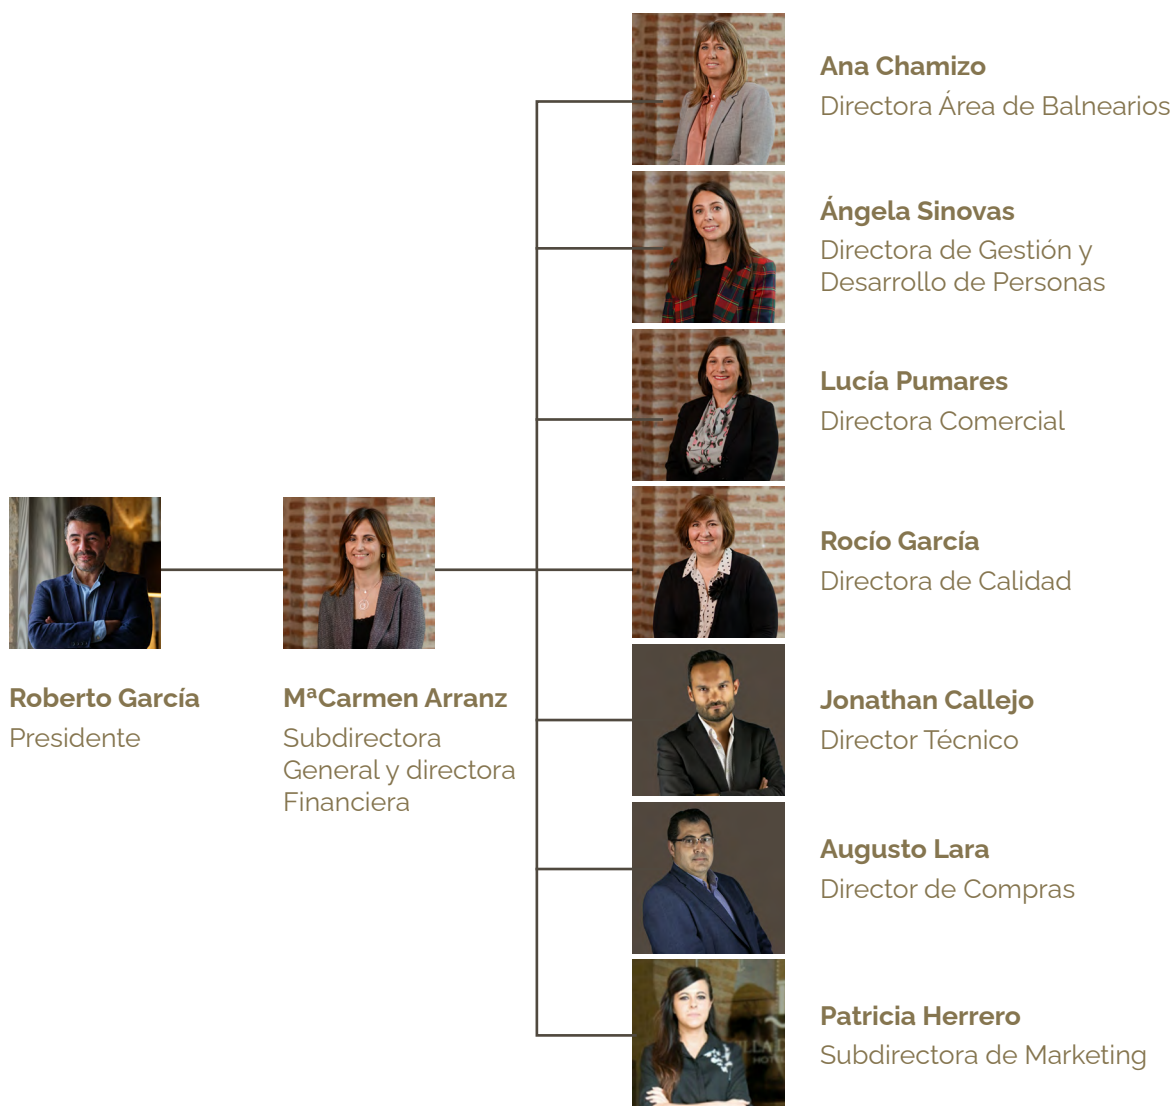 Ana Chamizo
Directora Área de Balnearios
Ángela Sinovas
Directora de Gestión y
Desarrollo de Personas
Lucía Pumares
Directora Comercial
Rocío García
Directora de Calidad
Roberto García
Presidente
MªCarmen Arranz
Subdirectora
General y directora
Financiera
Jonathan Callejo
Director Técnico
Augusto Lara
Director de Compras
Patricia Herrero
Subdirectora de Marketing